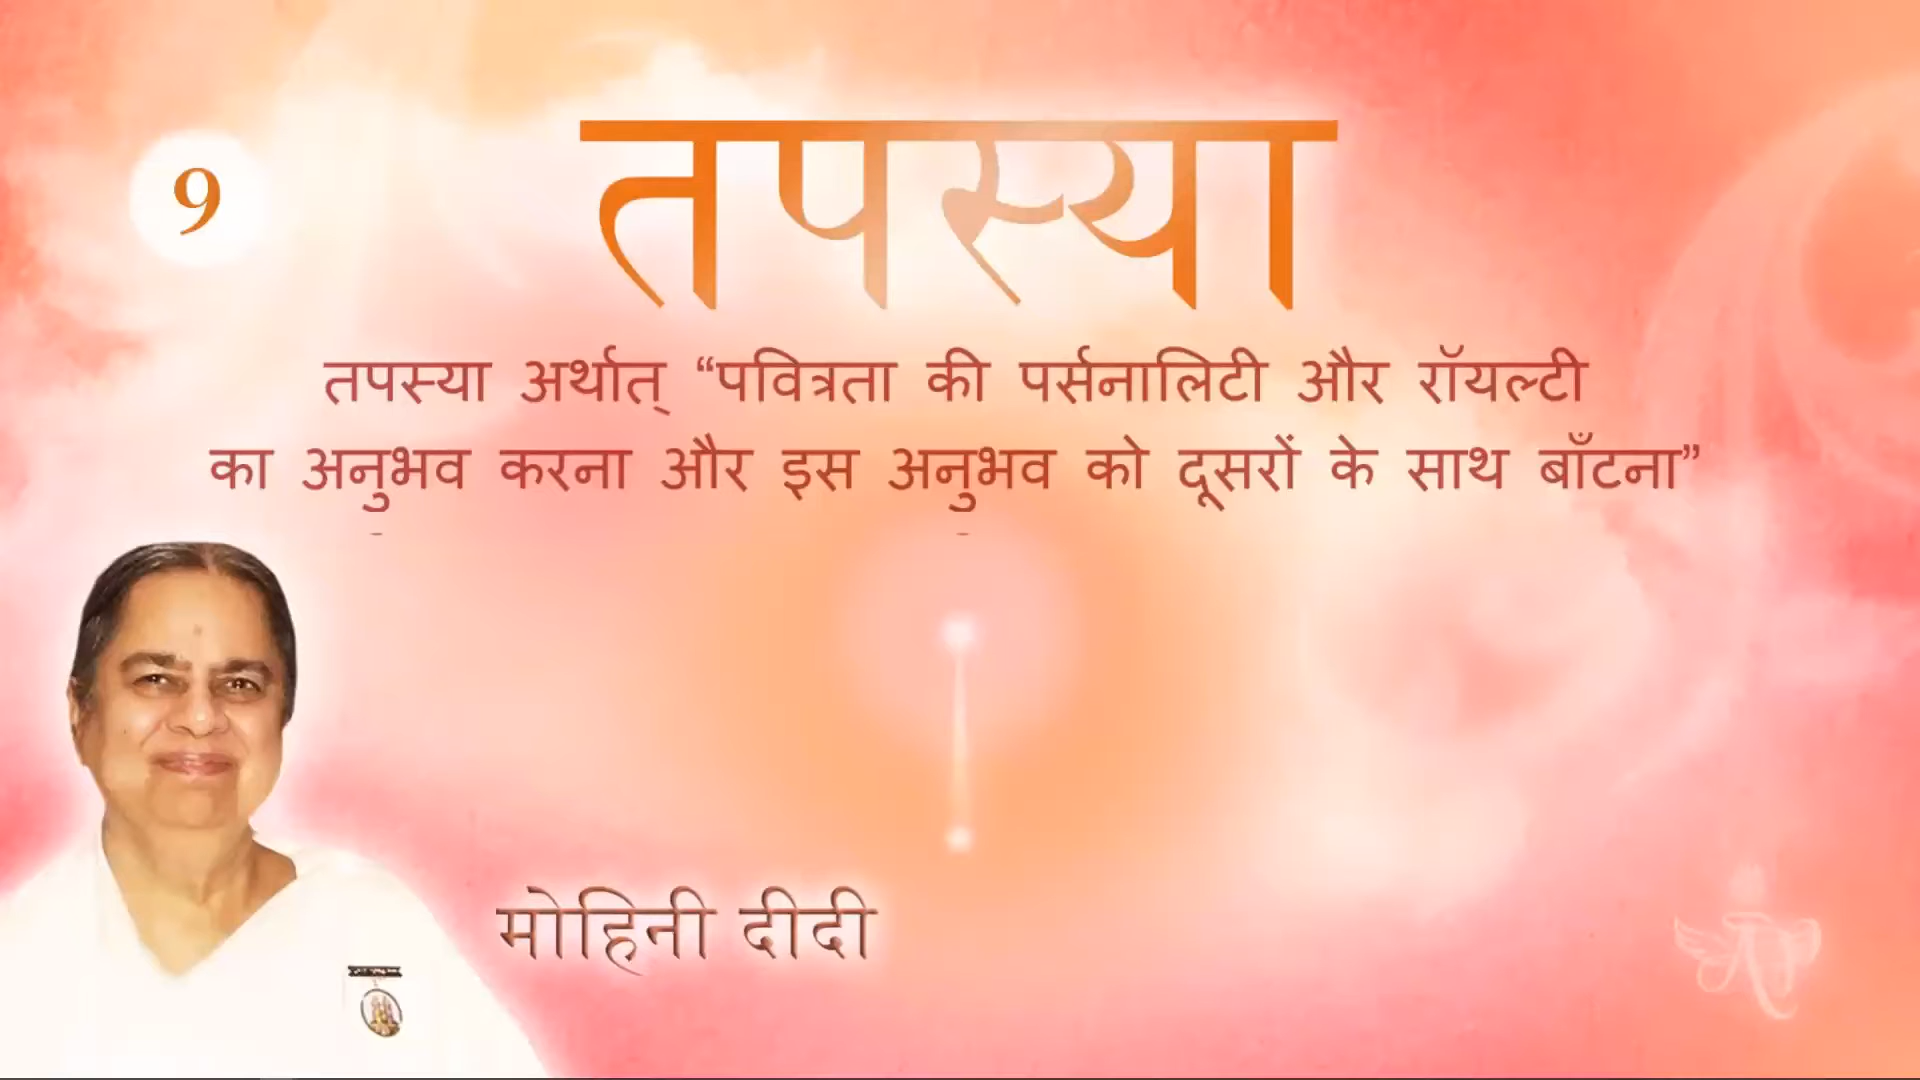 9
तपस्या
तपस्या अर्थात् “पवित्रता की पर्सनालिटी और रॉयल्टी
का अनुभव करना और इस अनुभव को दूसरों के साथ बाँटना”
मोहिनी दीदी